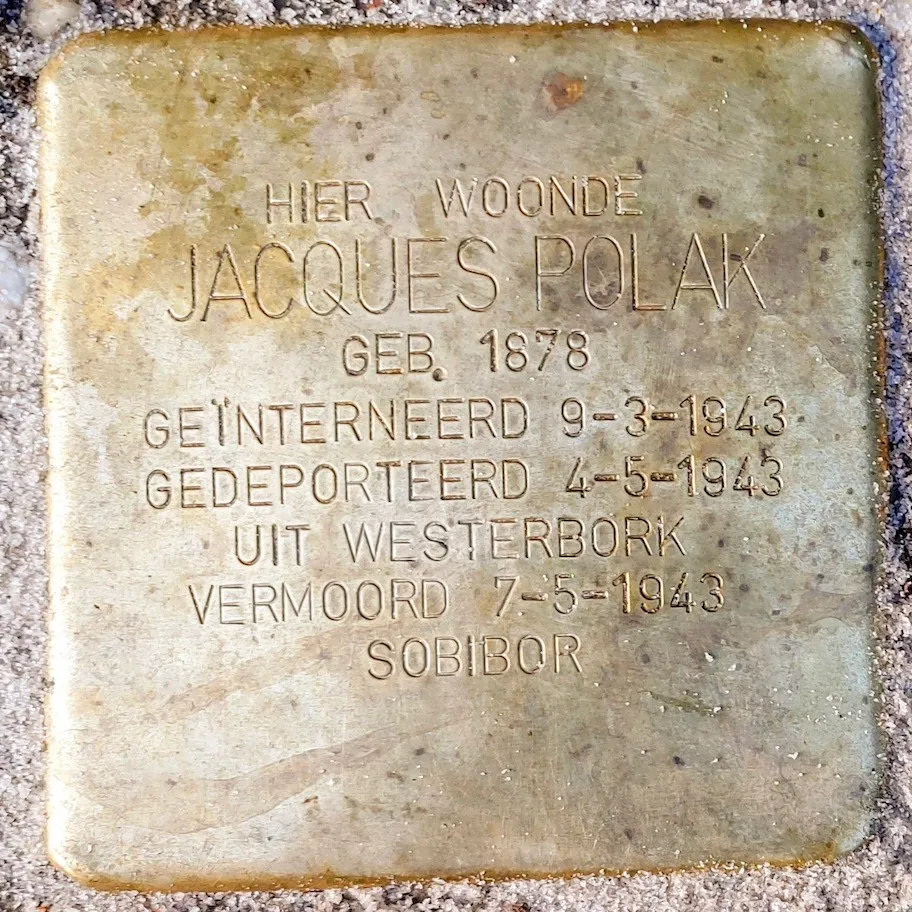 HIER WOONDE
JACQUES POLAK
GEB. 1878
GEÏNTERNEERD 9-3-1943
GEDEPORTEERD 4-5-1943
UIT WESTERBORK
VERMOORD 7-5-1943
SOBIBOR